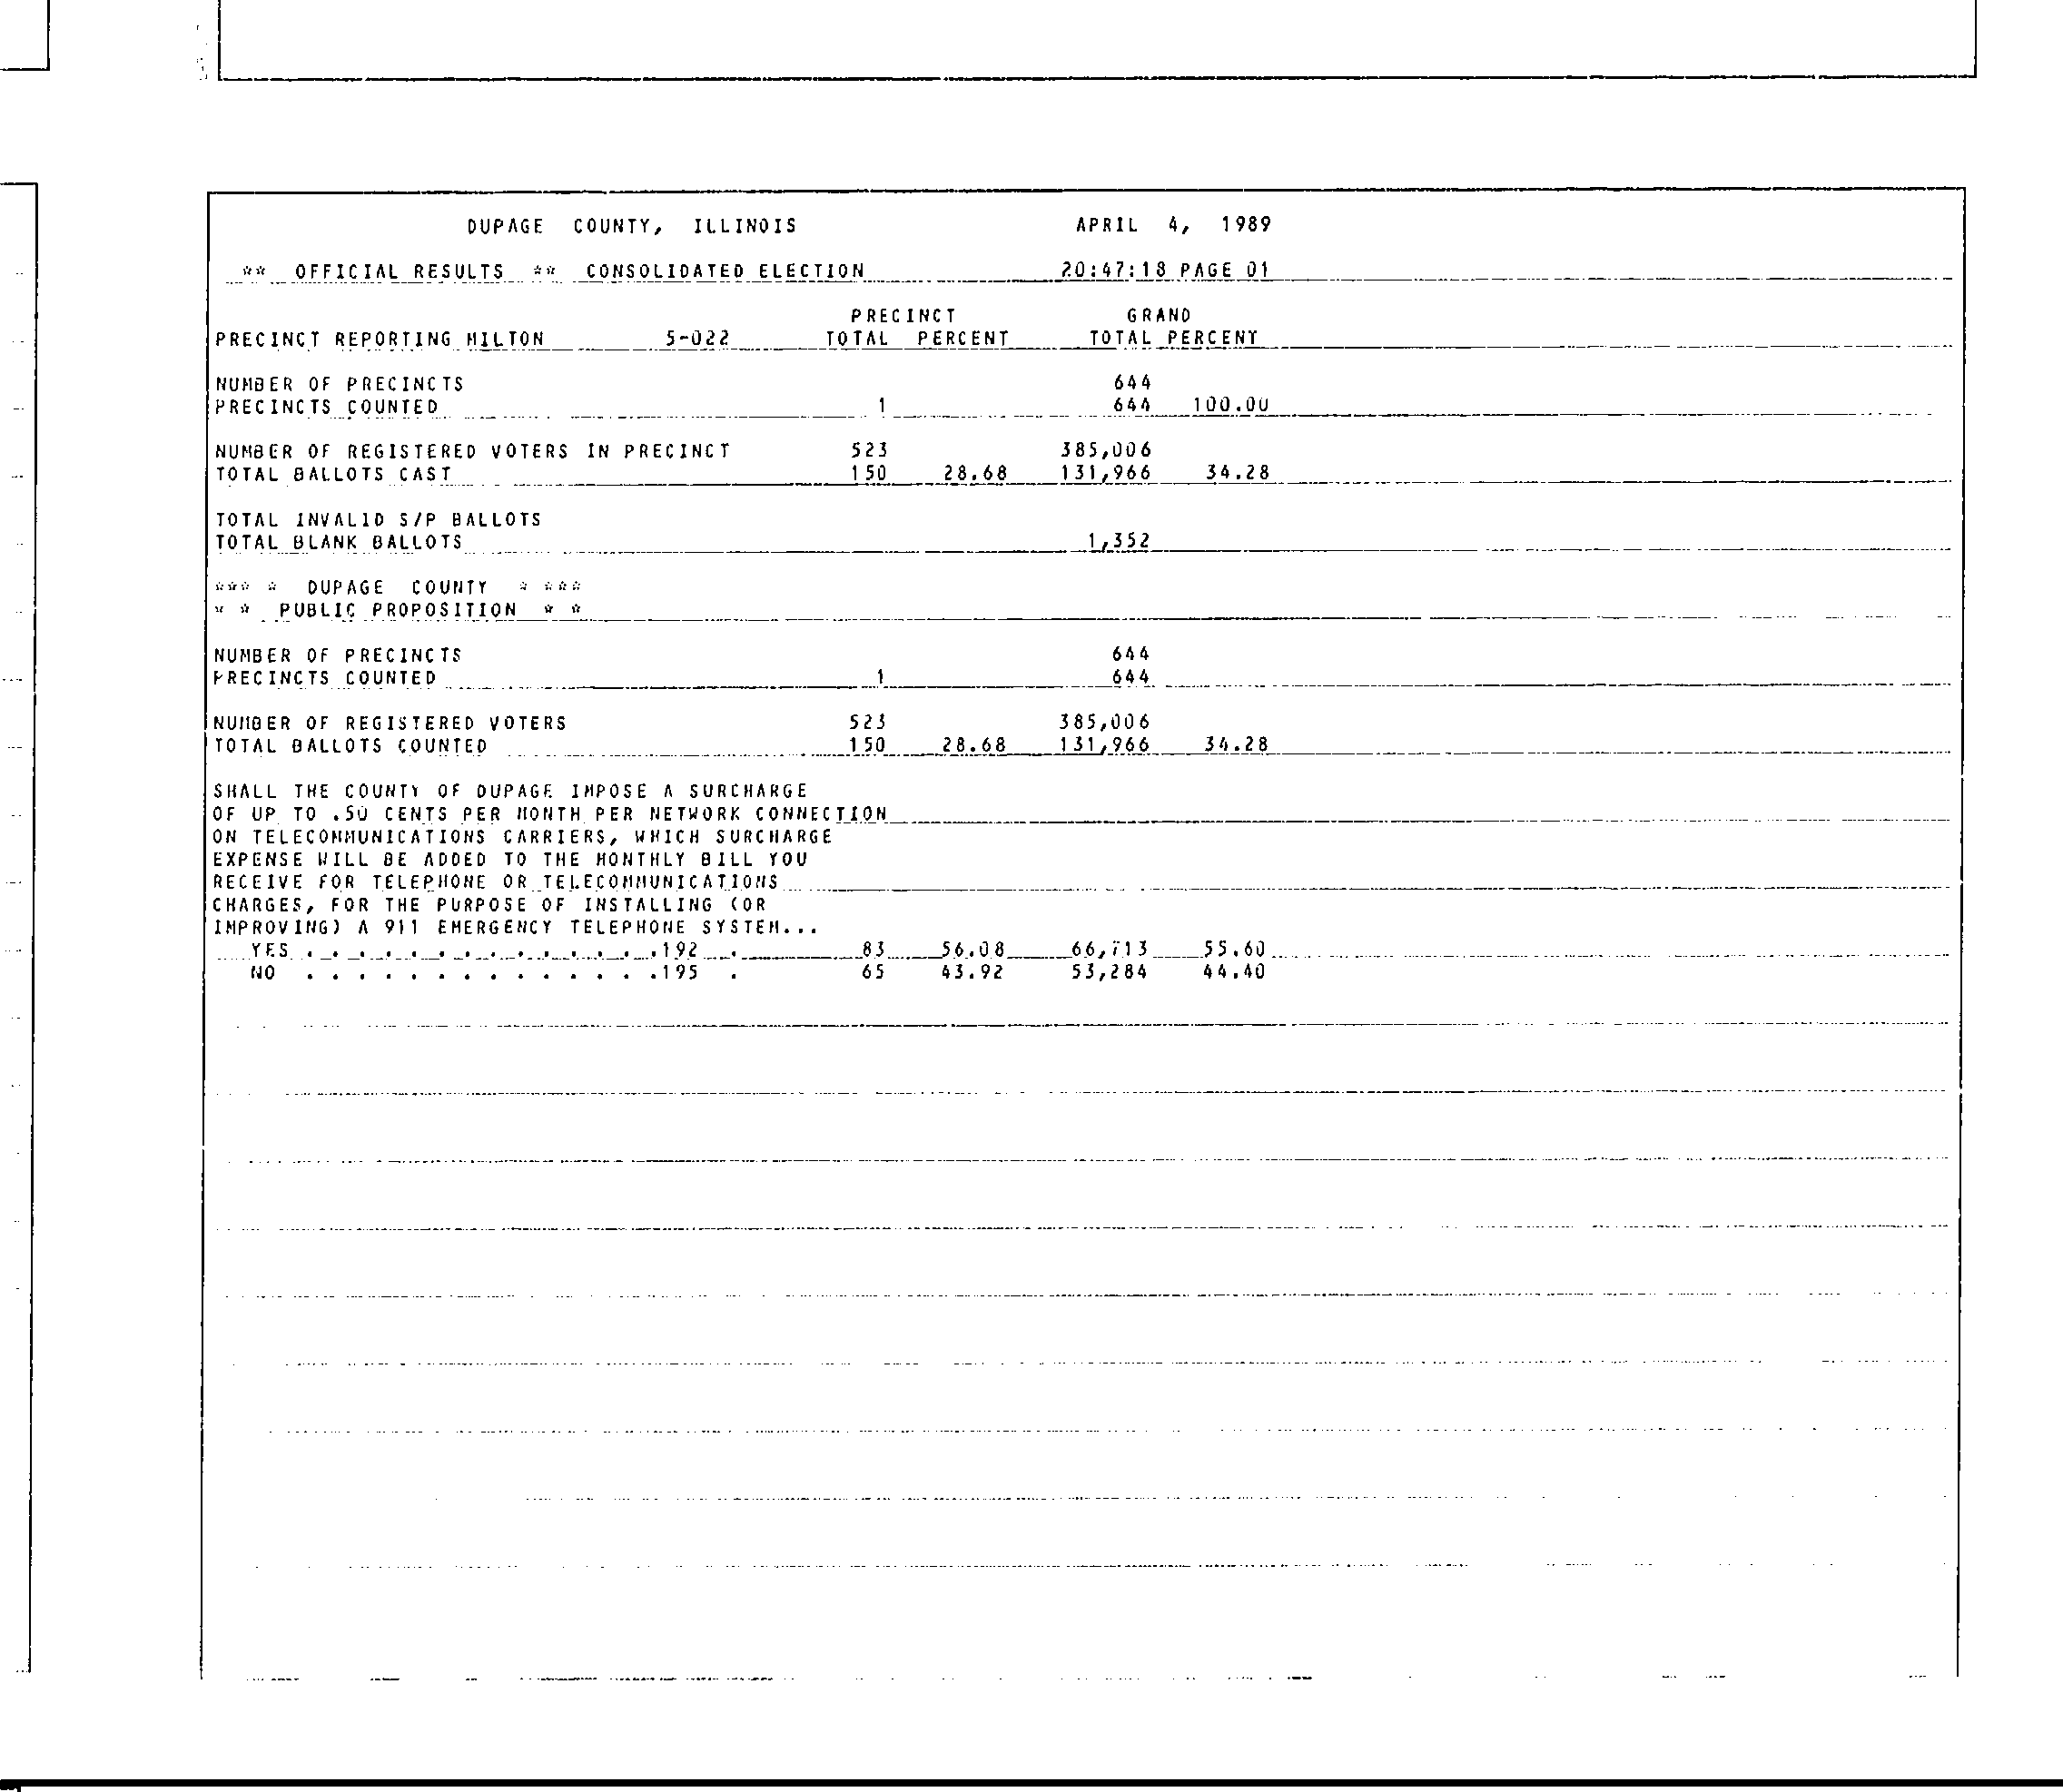 DUPAGE COUNTY, ILLINOIS APRIL 4, 1989
** OFFICIAL RESULTS ** CONSOLIDATED ELECTION 20:47:18 PAGE 01
PRECINCT GRAND
PRECINCT REPORTING MILTON 5-022 TOTAL PERCENT TOTAL PERCENT
NUMBER OF PRECINCTS 644
PRECINCTS COUNTED 1 644 100.00
NUMBER OF REGISTERED VOTERS IN PRECINCT 523 385,006
TOTAL BALLOTS CAST 150 28.68 131,966 34.28
TOTAL INVALID S/P BALLOTS
TOTAL BLANK BALLOTS 1,352
*** * DUPAGE COUNTY * ***
* * PUBLIC PROPOSITION * *
NUMBER OF PRECINCTS 644
PRECINCTS COUNTED 1 644
NUMBER OF REGISTERED VOTERS 523 385,006
TOTAL BALLOTS COUNTED 150 28.68 131,966 34.28
SHALL THE COUNTY OF DUPAGE IMPOSE A SURCHARGE
OF UP TO .50 CENTS PER MONTH PER NETWORK CONNECTION
ON TELECOMMUNICATIONS CARRIERS, WHICH SURCHARGE
EXPENSE WILL BE ADDED TO THE MONTHLY BILL YOU
RECEIVE FOR TELEPHONE OR TELECOMMUNICATIONS
CHARGES, FOR THE PURPOSE OF INSTALLING (OR
IMPROVING) A 911 EMERGENCY TELEPHONE SYSTEM...
YES . . . . . . . . . . . . . .192 . 83 56.08 66,713 55.60
NO . . . . . . . . . . . . . .195 . 65 43.92 53,284 44.40